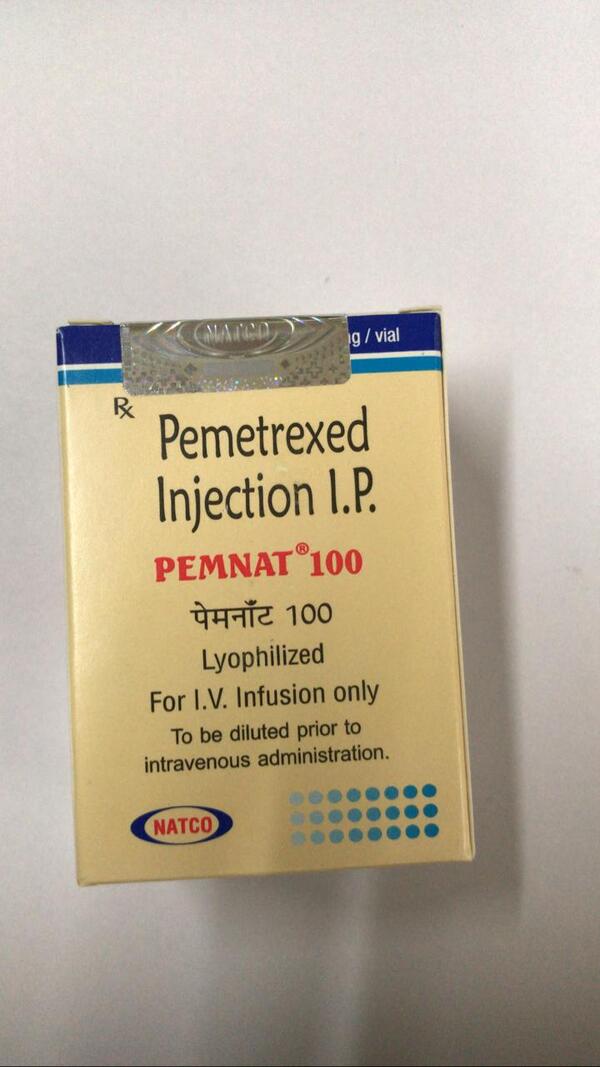 NATCO
g / vial
Rx
Pemetrexed
Injection I.P.
PEMNAT® 100
पेमनॉट 100
Lyophilized
For I.V. Infusion only
To be diluted prior to
intravenous administration.
NATCO